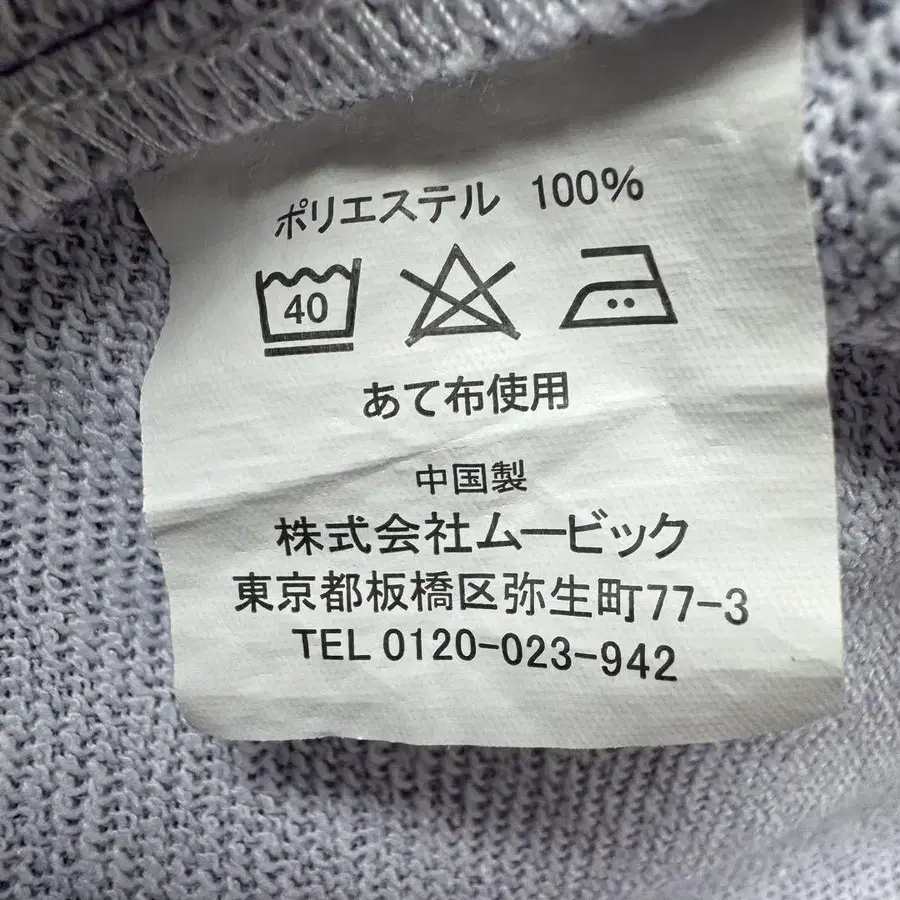 ポリエステル 100%
40
あて布使用
中国製
株式会社ムービック
東京都板橋区弥生町77-3
TEL 0120-023-942